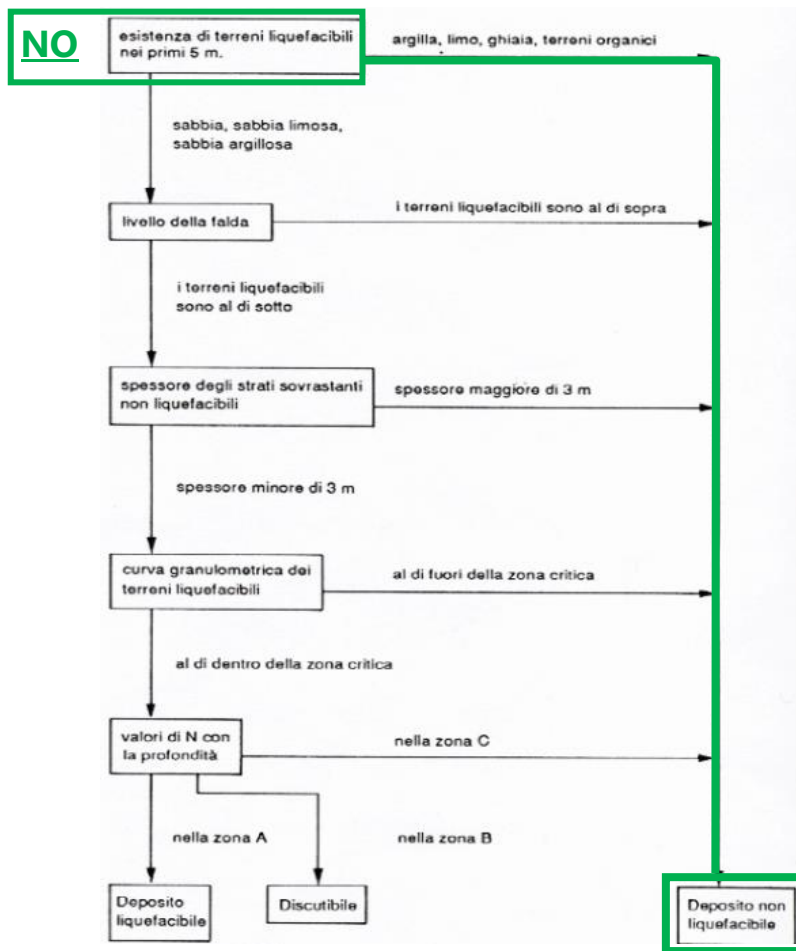 NO
esistenza di terreni liquefacibili
nei primi 5 m.
argilla, limo, ghiaia, terreni organici
sabbia, sabbia limosa,
sabbia argillosa
livello della falda
i terreni liquefacibili sono al di sopra
i terreni liquefacibili
sono al di sotto
spessore degli strati sovrastanti
non liquefacibili
spessore maggiore di 3 m
spessore minore di 3 m
curva granulometrica dei
terreni liquefacibili
al di fuori della zona critica
al di dentro della zona critica
valori di N con
la profondità
nella zona C
nella zona A
nella zona B
Deposito
liquefacibile
Discutibile
Deposito non
liquefacibile